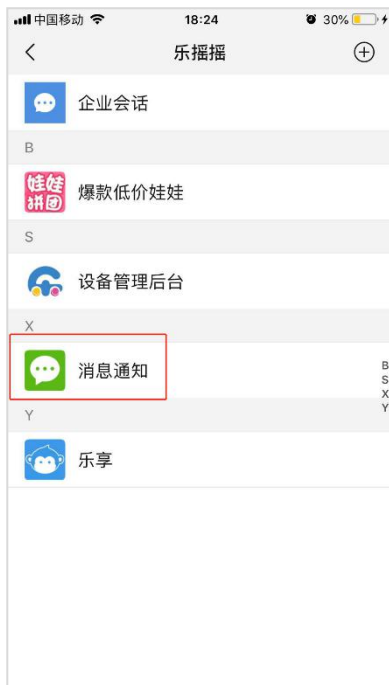 中国移动 18:24 30%
乐摇摇
企业会话
B
娃娃
拼团
爆款低价娃娃
S
设备管理后台
X
消息通知
B
S
X
Y
Y
乐享